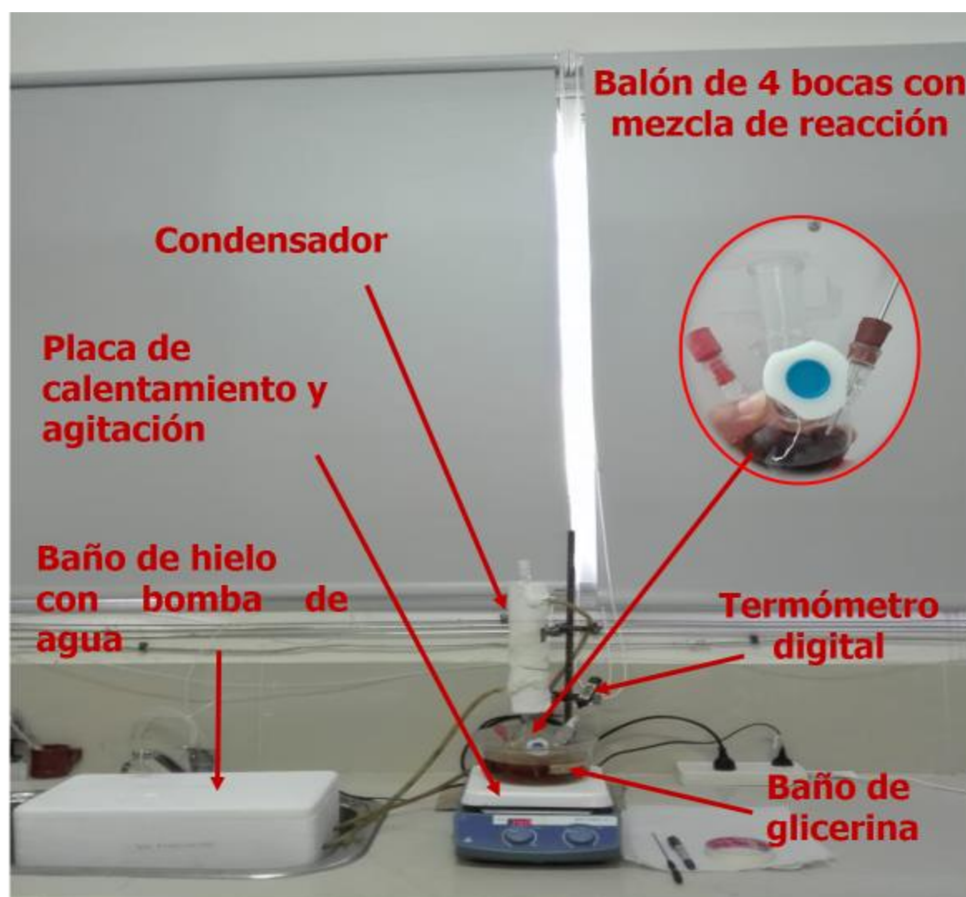 Balón de 4 bocas con
mezcla de reacción
Condensador
Placa de
calentamiento y
agitación
Baño de hielo
con bomba de
agua
Termómetro
digital
Baño de
glicerina